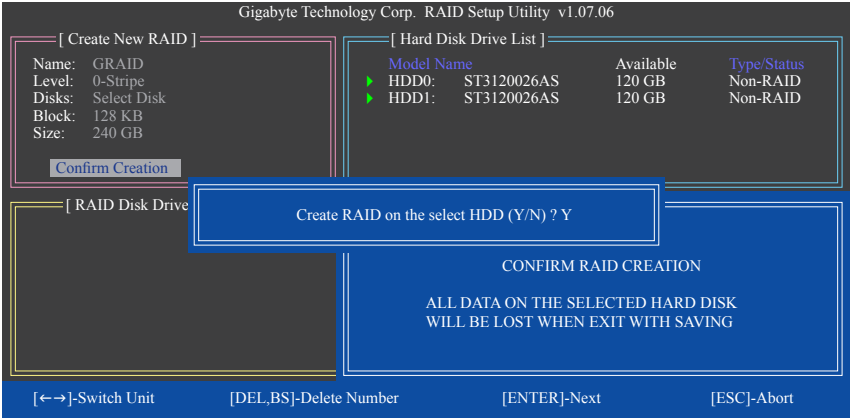 Gigabyte Technology Corp. RAID Setup Utility v1.07.06
[ Create New RAID ]
Name: GRAID
Level: 0-Stripe
Disks: Select Disk
Block: 128 KB
Size: 240 GB
Confirm Creation
[ Hard Disk Drive List ]
Model Name Available Type/Status
HDD0: ST3120026AS 120 GB Non-RAID
HDD1: ST3120026AS 120 GB Non-RAID
[ RAID Disk Drive
Create RAID on the select HDD (Y/N) ? Y
CONFIRM RAID CREATION
ALL DATA ON THE SELECTED HARD DISK
WILL BE LOST WHEN EXIT WITH SAVING
[←→]-Switch Unit [DEL,BS]-Delete Number [ENTER]-Next [ESC]-Abort